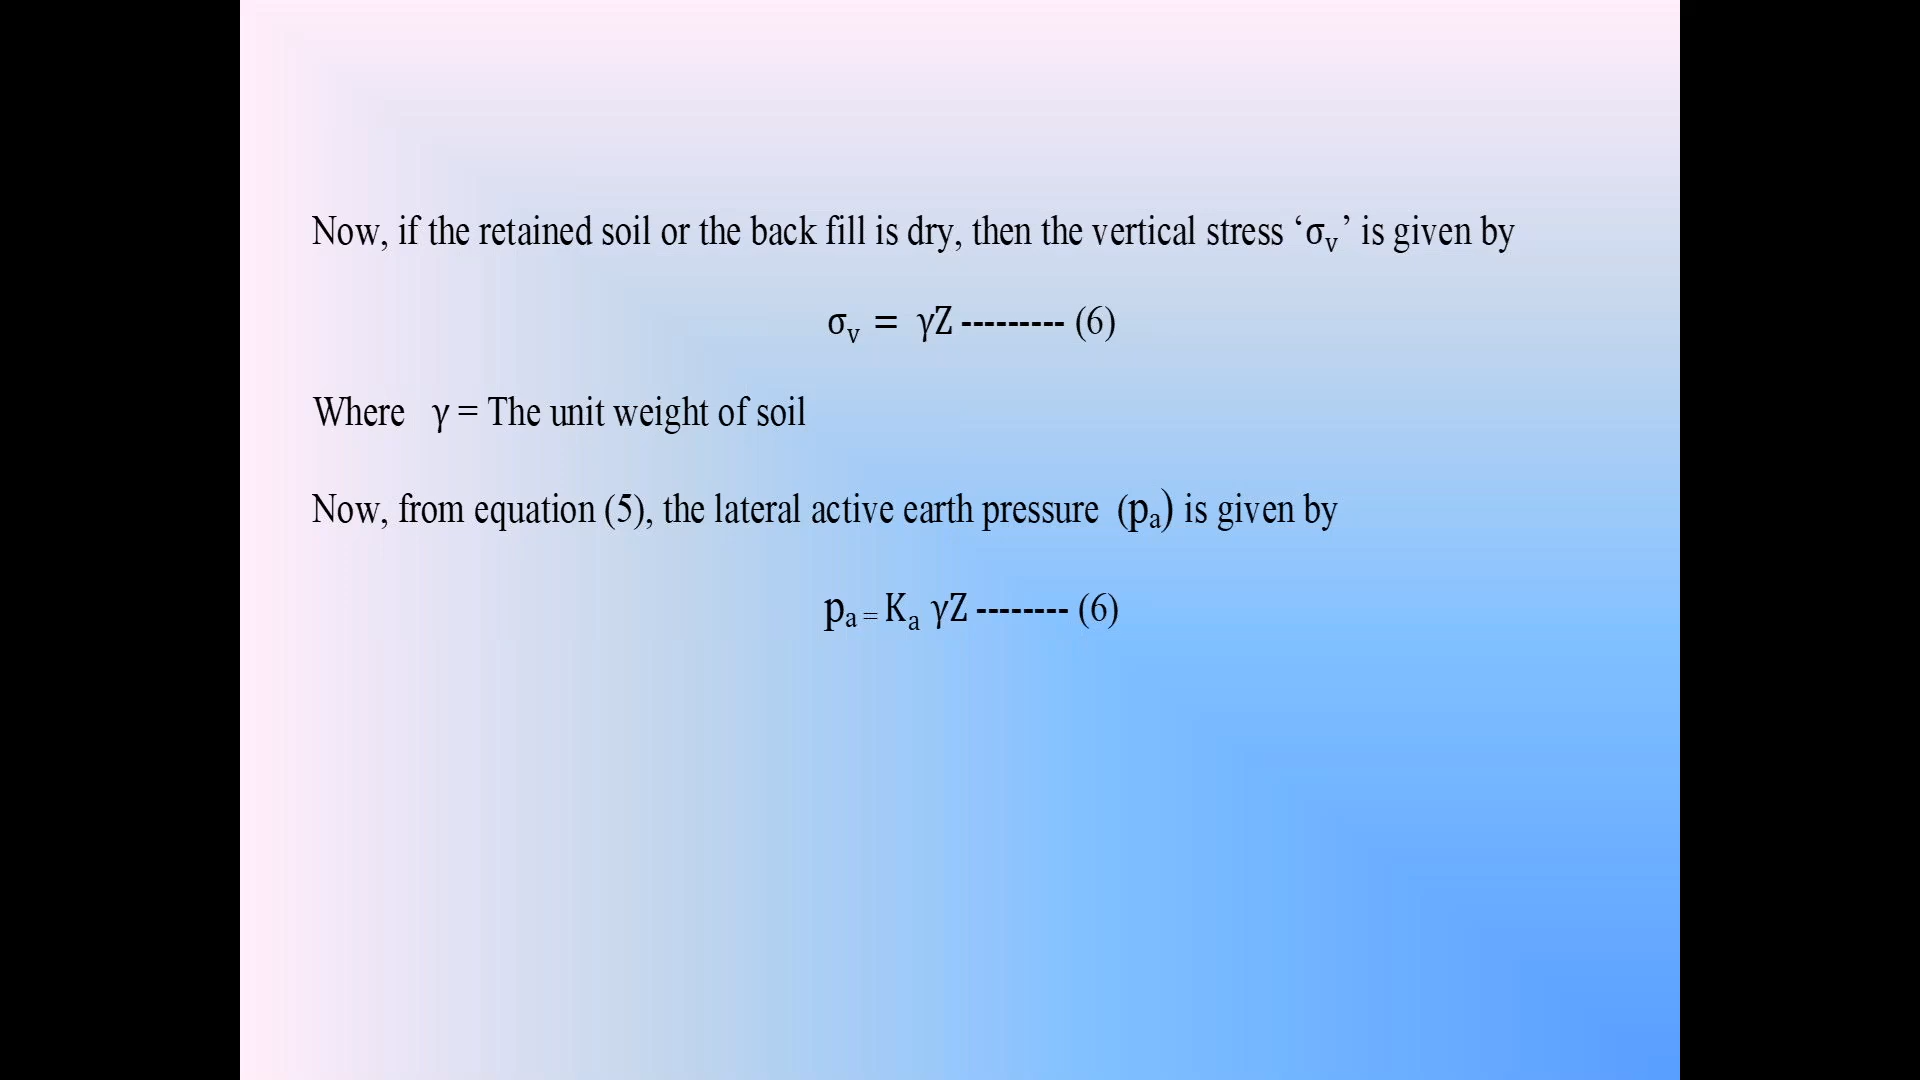 Now, if the retained soil or the back fill is dry, then the vertical stress ‘σᵥ ’ is given by
σᵥ = γZ --------- (6)
Where γ = The unit weight of soil
Now, from equation (5), the lateral active earth pressure (pₐ) is given by
pₐ = Kₐ γZ -------- (6)